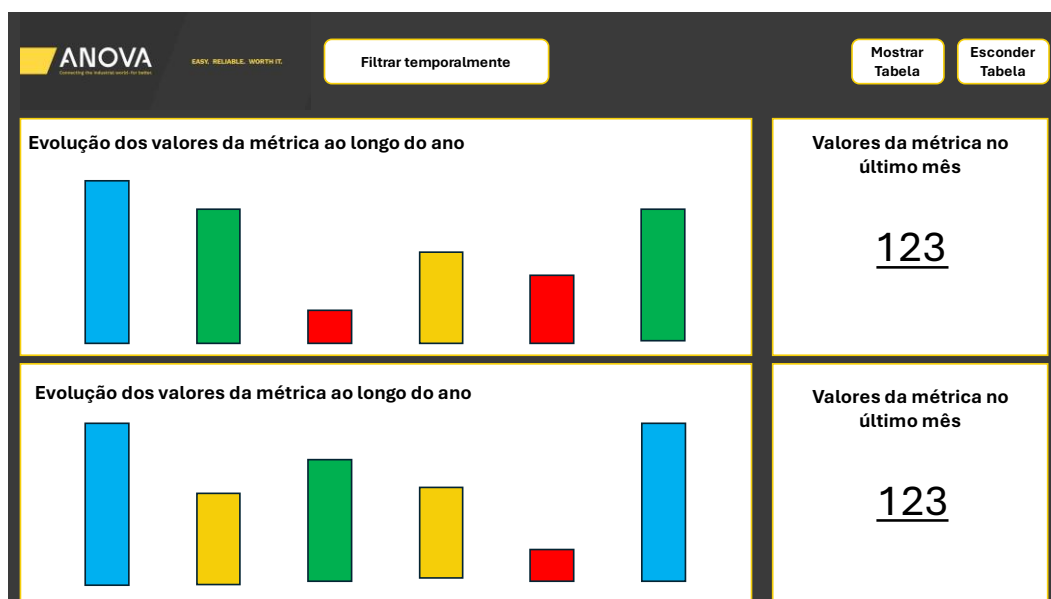 ANOVA
Connecting the industrial world-for better.
EASY. RELIABLE. WORTH IT.
Filtrar temporalmente
Mostrar
Tabela
Esconder
Tabela
Evolução dos valores da métrica ao longo do ano
Valores da métrica no
último mês
123
Evolução dos valores da métrica ao longo do ano
Valores da métrica no
último mês
123